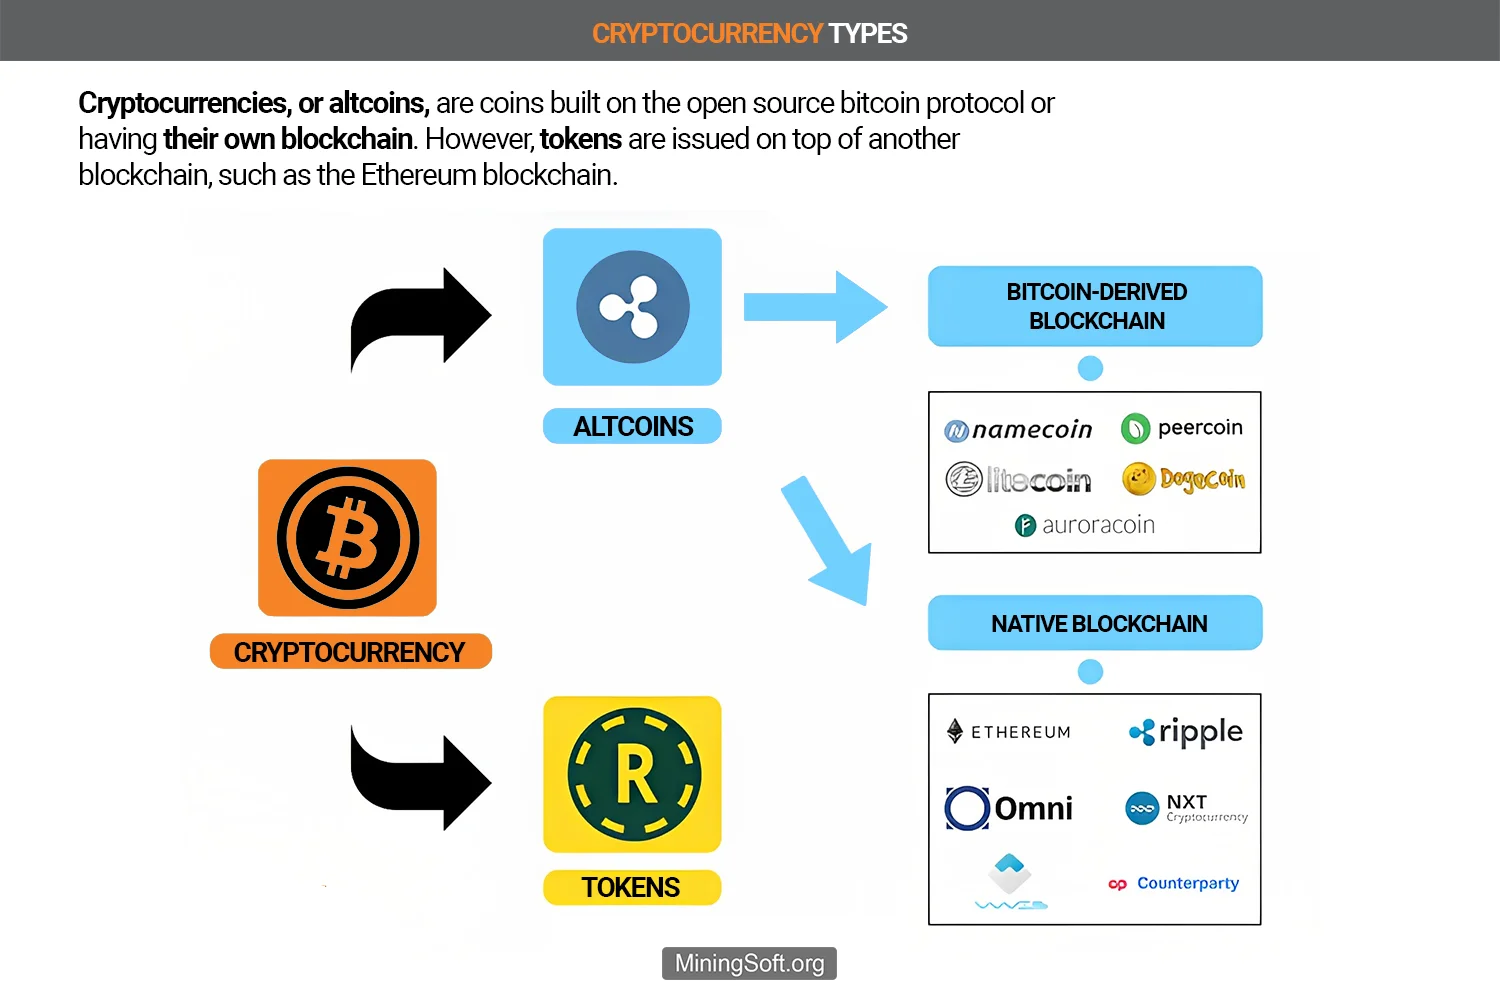 CRYPTOCURRENCY TYPES
Cryptocurrencies, or altcoins, are coins built on the open source bitcoin protocol or
having their own blockchain. However, tokens are issued on top of another
blockchain, such as the Ethereum blockchain.
ALTCOINS
BITCOIN-DERIVED
BLOCKCHAIN
namecoin
peercoin
litecoin
DogeCoin
auroracoin
CRYPTOCURRENCY
NATIVE BLOCKCHAIN
ETHEREUM
ripple
Omni
NXT
Cryptocurrency
Counterparty
R
TOKENS
MiningSoft.org